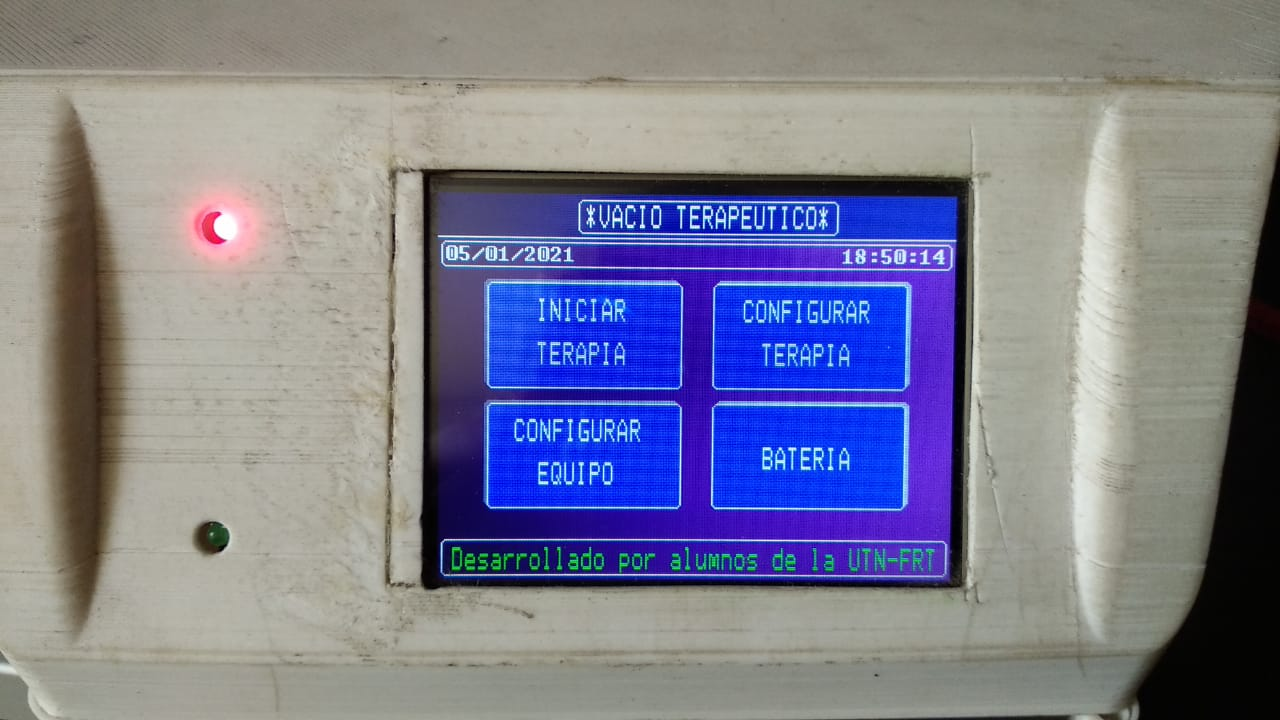 *VACIO TERAPEUTICO*
05/01/2021 18:50:14
INICIAR
TERAPIA
CONFIGURAR
TERAPIA
CONFIGURAR
EQUIPO
BATERIA
Desarrollado por alumnos de la UTN-FRT